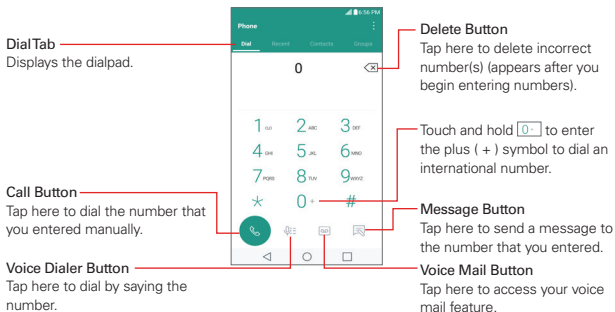 Dial Tab
Displays the dialpad.
Call Button
Tap here to dial the number that
you entered manually.
Voice Dialer Button
Tap here to dial by saying the
number.
6:56 PM
Phone
Dial Recent Contacts Groups
0
1 2 ABC 3 DEF
4 GHI 5 JKL 6 MNO
7 PQRS 8 TUV 9 WXYZ
* 0 + #
Delete Button
Tap here to delete incorrect
number(s) (appears after you
begin entering numbers).
Touch and hold 0+ to enter
the plus ( + ) symbol to dial an
international number.
Message Button
Tap here to send a message to
the number that you entered.
Voice Mail Button
Tap here to access your voice
mail feature.